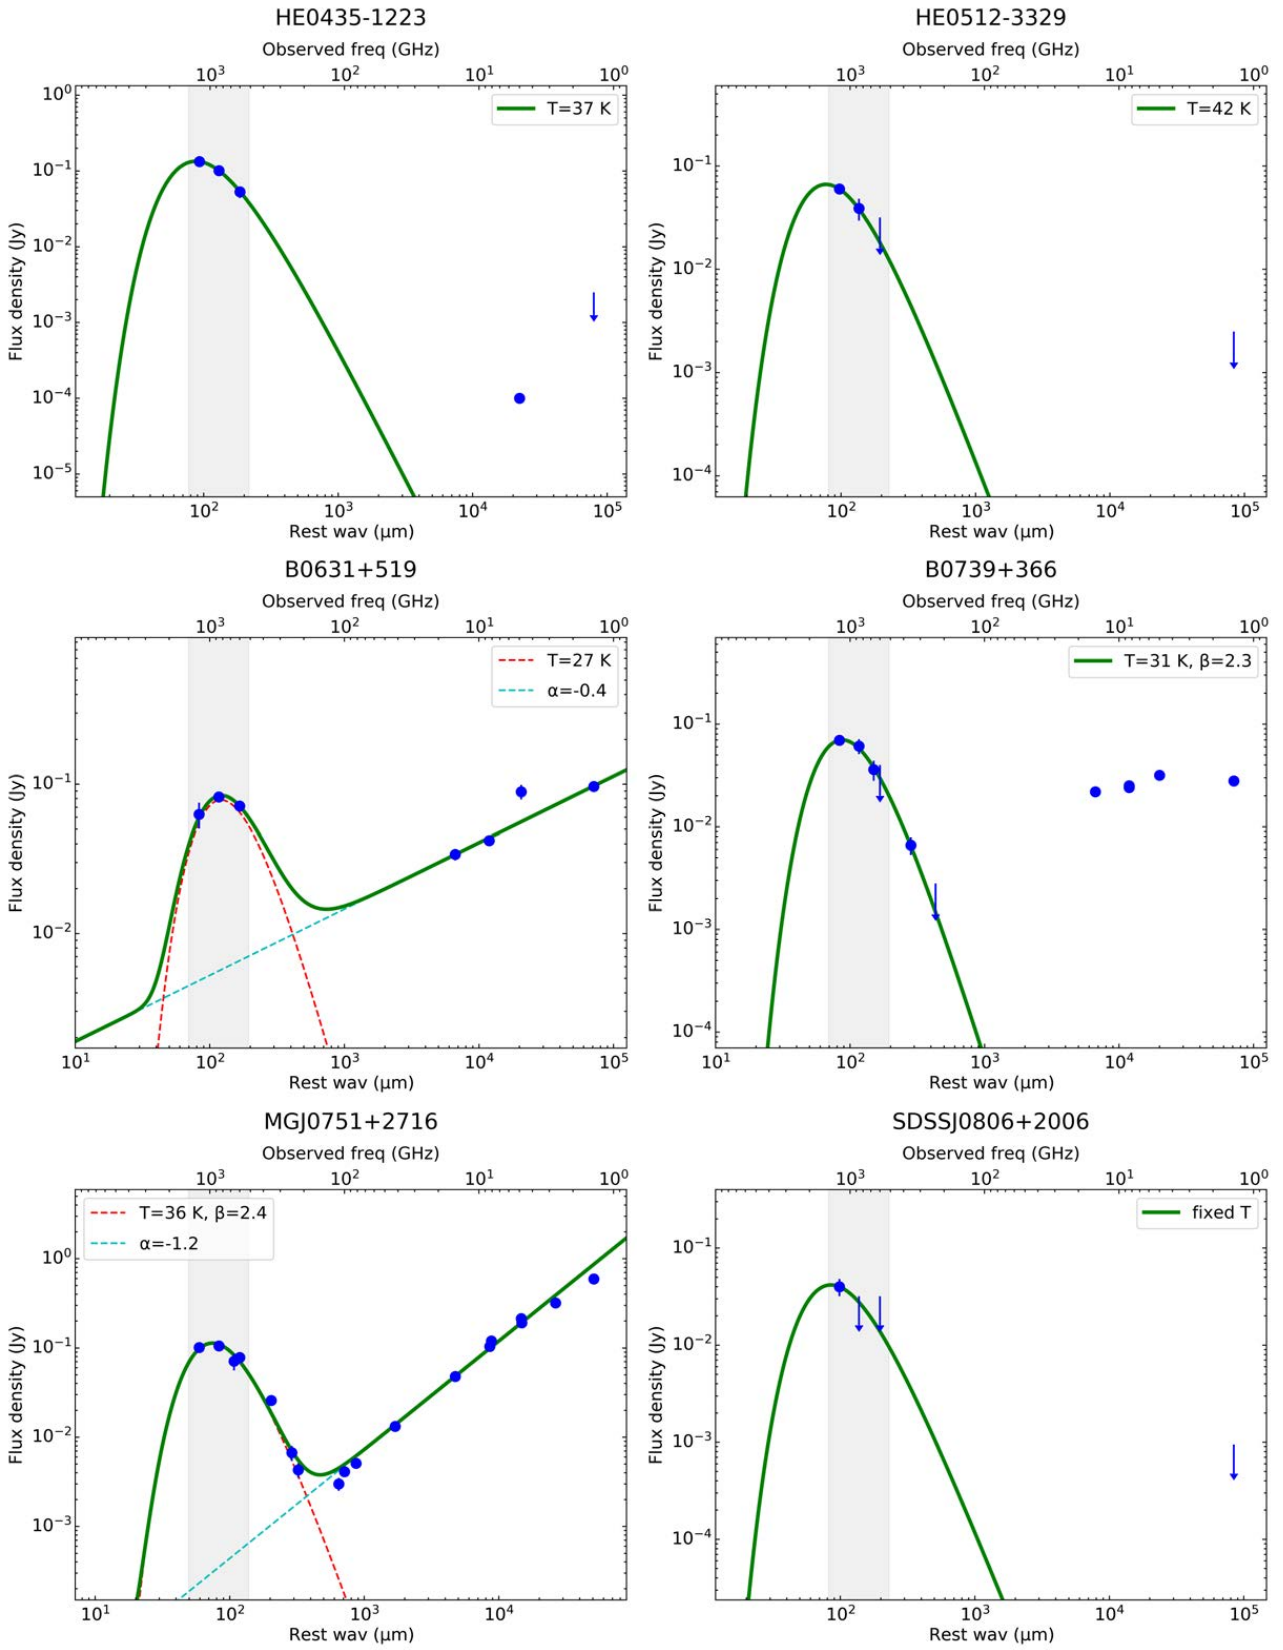 HE0435-1223
Observed freq (GHz)
10³ 10² 10¹ 10⁰
T=37 K
Flux density (Jy)
10⁰
10⁻¹
10⁻²
10⁻³
10⁻⁴
10⁻⁵
10² 10³ 10⁴ 10⁵
Rest wav (μm)
HE0512-3329
Observed freq (GHz)
10³ 10² 10¹ 10⁰
T=42 K
Flux density (Jy)
10⁻¹
10⁻²
10⁻³
10⁻⁴
10² 10³ 10⁴ 10⁵
Rest wav (μm)
B0631+519
Observed freq (GHz)
10³ 10² 10¹ 10⁰
T=27 K
α=-0.4
Flux density (Jy)
10⁻¹
10⁻²
10¹ 10² 10³ 10⁴ 10⁵
Rest wav (μm)
B0739+366
Observed freq (GHz)
10³ 10² 10¹ 10⁰
T=31 K, β=2.3
Flux density (Jy)
10⁻¹
10⁻²
10⁻³
10⁻⁴
10¹ 10² 10³ 10⁴ 10⁵
Rest wav (μm)
MGJ0751+2716
Observed freq (GHz)
10³ 10² 10¹ 10⁰
T=36 K, β=2.4
α=-1.2
Flux density (Jy)
10⁰
10⁻¹
10⁻²
10⁻³
10¹ 10² 10³ 10⁴
Rest wav (μm)
SDSSJ0806+2006
Observed freq (GHz)
10³ 10² 10¹ 10⁰
fixed T
Flux density (Jy)
10⁻¹
10⁻²
10⁻³
10⁻⁴
10² 10³ 10⁴ 10⁵
Rest wav (μm)